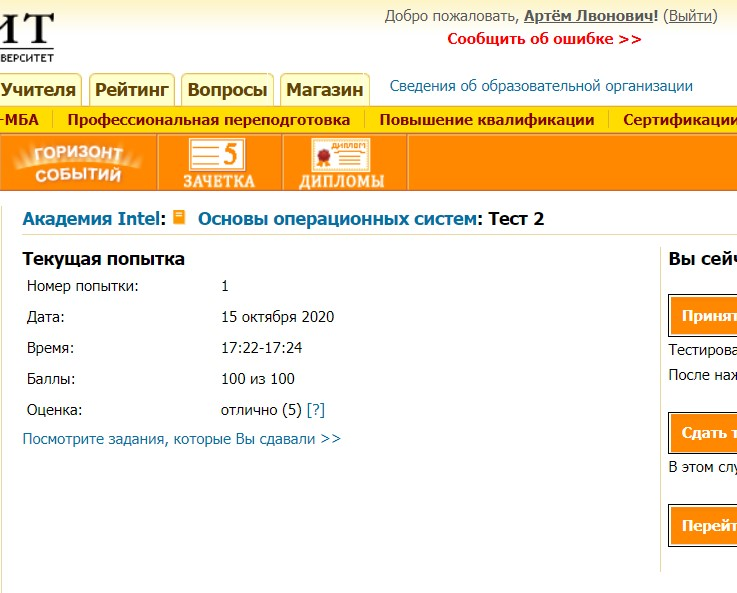 ИТ
Добро пожаловать, Артём Лвонович! (Выйти)
ВЕРСИТЕТ
Сообщить об ошибке >>
Учителя Рейтинг Вопросы Магазин Сведения об образовательной организации
-МБА Профессиональная переподготовка Повышение квалификации Сертификации
ГОРИЗОНТ СОБЫТИЙ
5
ЗАЧЕТКА
ДИПЛОМ
ДИПЛОМЫ
Академия Intel: Основы операционных систем: Тест 2
Текущая попытка
Вы сейч
Номер попытки: 1
Дата: 15 октября 2020
Принят
Время: 17:22-17:24
Тестирова
Баллы: 100 из 100
После наж
Оценка: отлично (5) [?]
Посмотрите задания, которые Вы сдавали >>
Сдать т
В этом слу
Перейт